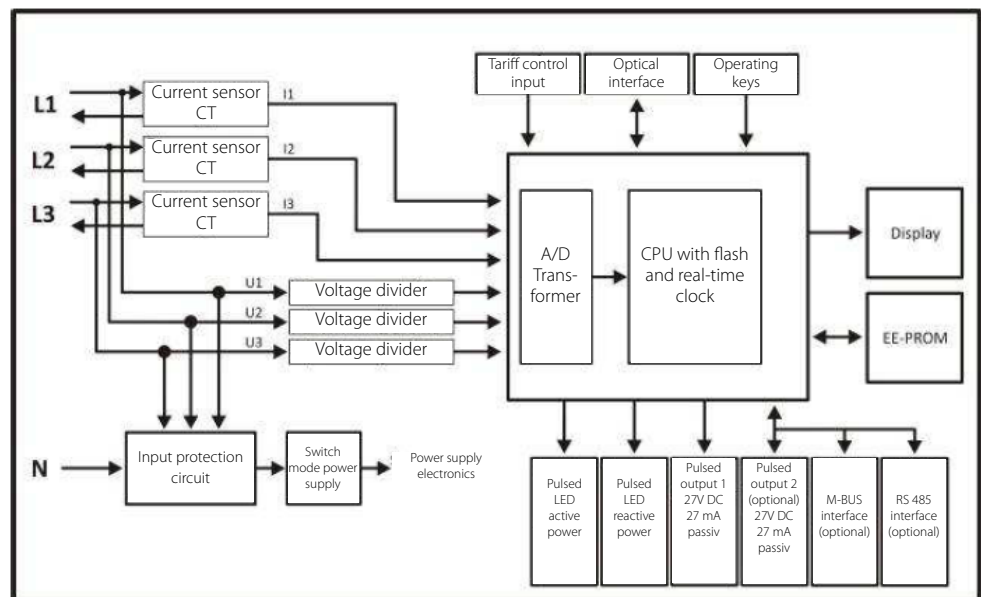 Tariff control
input
Optical
interface
Operating
keys
L1
Current sensor
CT
I1
L2
Current sensor
CT
I2
L3
Current sensor
CT
I3
A/D
Trans-
former
CPU with flash
and real-time
clock
Display
EE-PROM
U1
Voltage divider
U2
Voltage divider
U3
Voltage divider
N
Input protection
circuit
Switch
mode power
supply
Power supply
electronics
Pulsed
LED
active
power
Pulsed
LED
reactive
power
Pulsed
output 1
27V DC
27 mA
passiv
Pulsed
output 2
(optional)
27V DC
27 mA
passiv
M-BUS
interface
(optional)
RS 485
interface
(optional)